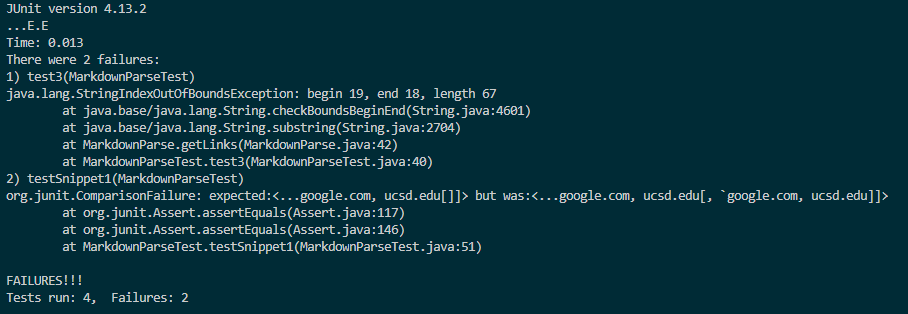 JUnit version 4.13.2
...E.E
Time: 0.013
There were 2 failures:
1) test3(MarkdownParseTest)
java.lang.StringIndexOutOfBoundsException: begin 19, end 18, length 67
        at java.base/java.lang.String.checkBoundsBeginEnd(String.java:4601)
        at java.base/java.lang.String.substring(String.java:2704)
        at MarkdownParse.getLinks(MarkdownParse.java:42)
        at MarkdownParseTest.test3(MarkdownParseTest.java:40)
2) testSnippet1(MarkdownParseTest)
org.junit.ComparisonFailure: expected:<...google.com, ucsd.edu[]]> but was:<...google.com, ucsd.edu[, `google.com, ucsd.edu]]>
        at org.junit.Assert.assertEquals(Assert.java:117)
        at org.junit.Assert.assertEquals(Assert.java:146)
        at MarkdownParseTest.testSnippet1(MarkdownParseTest.java:51)

FAILURES!!!
Tests run: 4,  Failures: 2